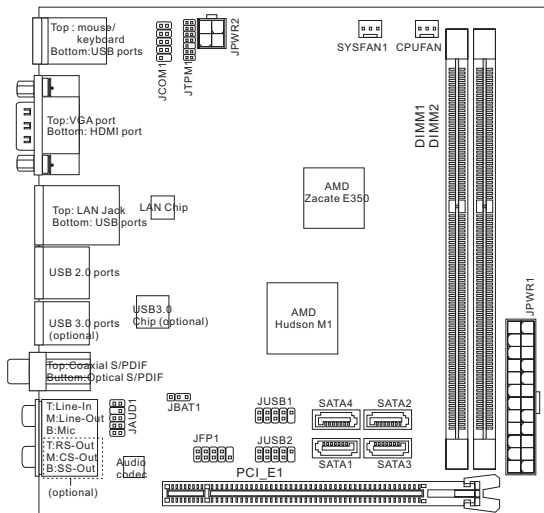 Top : mouse/
keyboard
Bottom:USB ports
JCOM1
JTPM1
JPWR2
SYSFAN1
CPUFAN
Top:VGA port
Bottom: HDMI port
DIMM1
DIMM2
AMD
Zacate E350
Top: LAN Jack
Bottom: USB ports
LAN Chip
USB 2.0 ports
USB 3.0 ports
(optional)
USB3.0
Chip (optional)
AMD
Hudson M1
JPWR1
Top:Coaxial S/PDIF
Buttom:Optical S/PDIF
T:Line-In
M:Line-Out
B:Mic
T:RS-Out
M:CS-Out
B:SS-Out
(optional)
JAUD1
JBAT1
Audio
codec
JFP1
JUSB1
JUSB2
SATA4
SATA2
SATA1
SATA3
PCI_E1